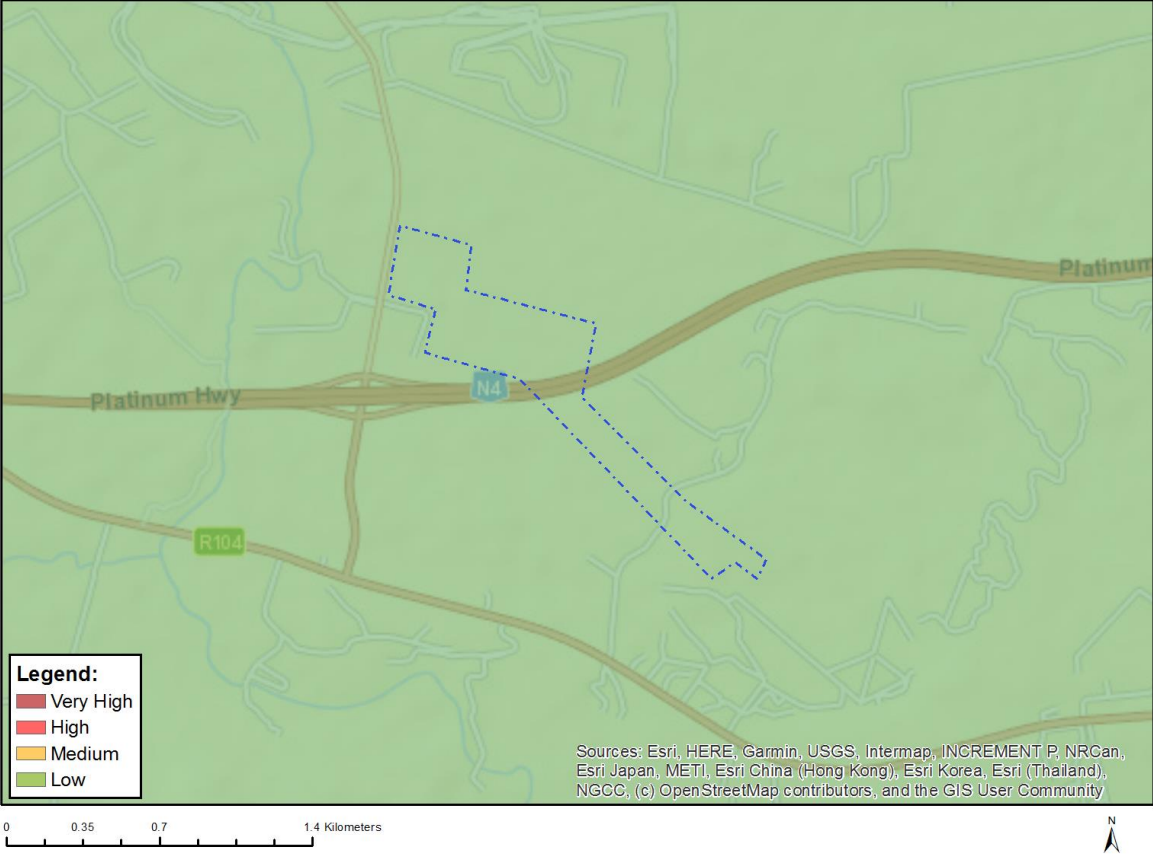 Platinum
N4
Platinum Hwy
R104
Legend:
Very High
High
Medium
Low
Sources: Esri, HERE, Garmin, USGS, Intermap, INCREMENT P, NRCan,
Esri Japan, METI, Esri China (Hong Kong), Esri Korea, Esri (Thailand),
NGCC, (c) OpenStreetMap contributors, and the GIS User Community
0 0.35 0.7 1.4 Kilometers
N